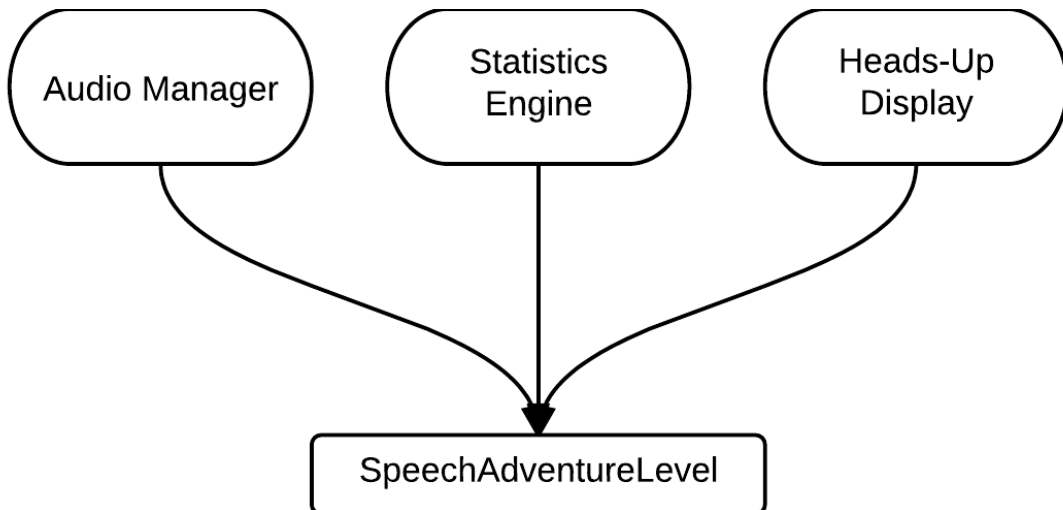 Audio Manager
Statistics
Engine
Heads-Up
Display
SpeechAdventureLevel